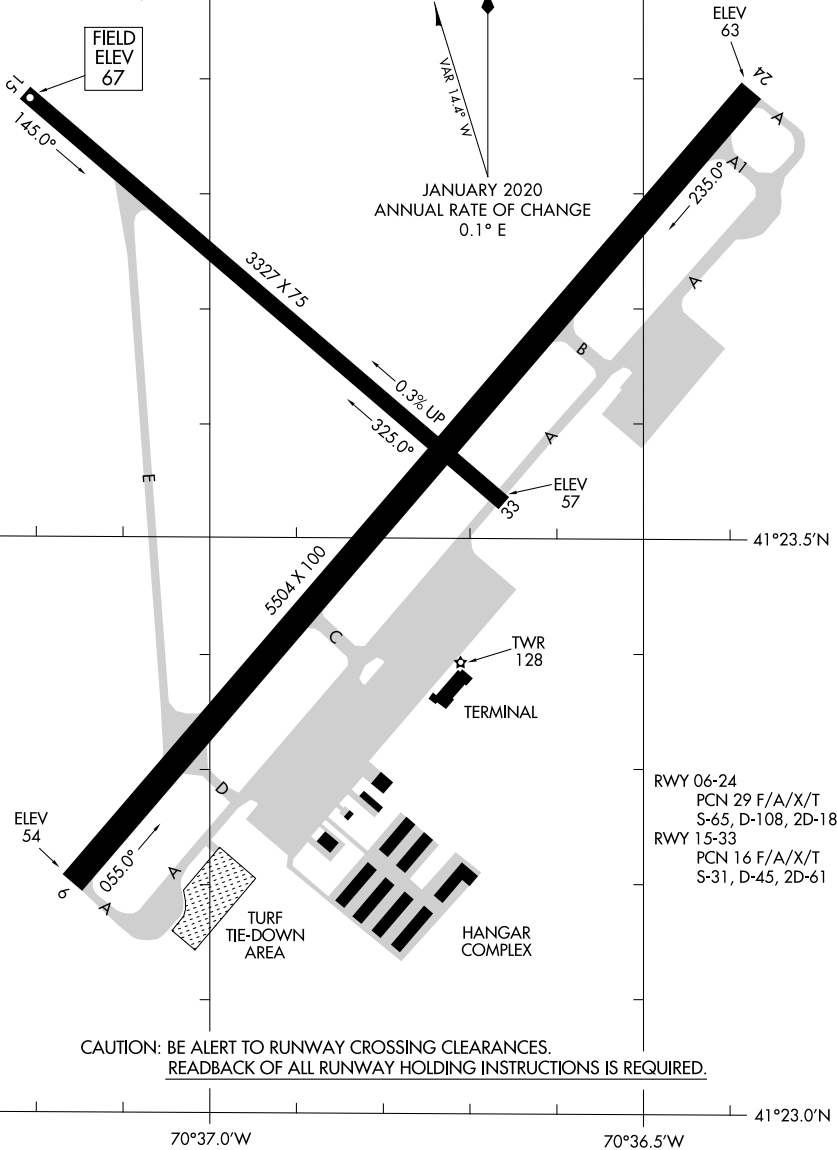 ELEV
63
FIELD
ELEV
67
24
15
A
VAR 14.4° W
145.0°
A1
JANUARY 2020
ANNUAL RATE OF CHANGE
0.1° E
235.0°
3327 X 75
A
B
0.3% UP
325.0°
A
E
ELEV
57
33
41°23.5'N
5504 X 100
C
TWR
128
TERMINAL
D
RWY 06-24
PCN 29 F/A/X/T
S-65, D-108, 2D-18
RWY 15-33
PCN 16 F/A/X/T
S-31, D-45, 2D-61
ELEV
54
055.0°
A
6
A
TURF
TIE-DOWN
AREA
HANGAR
COMPLEX
CAUTION: BE ALERT TO RUNWAY CROSSING CLEARANCES.
READBACK OF ALL RUNWAY HOLDING INSTRUCTIONS IS REQUIRED.
41°23.0'N
70°37.0'W
70°36.5'W